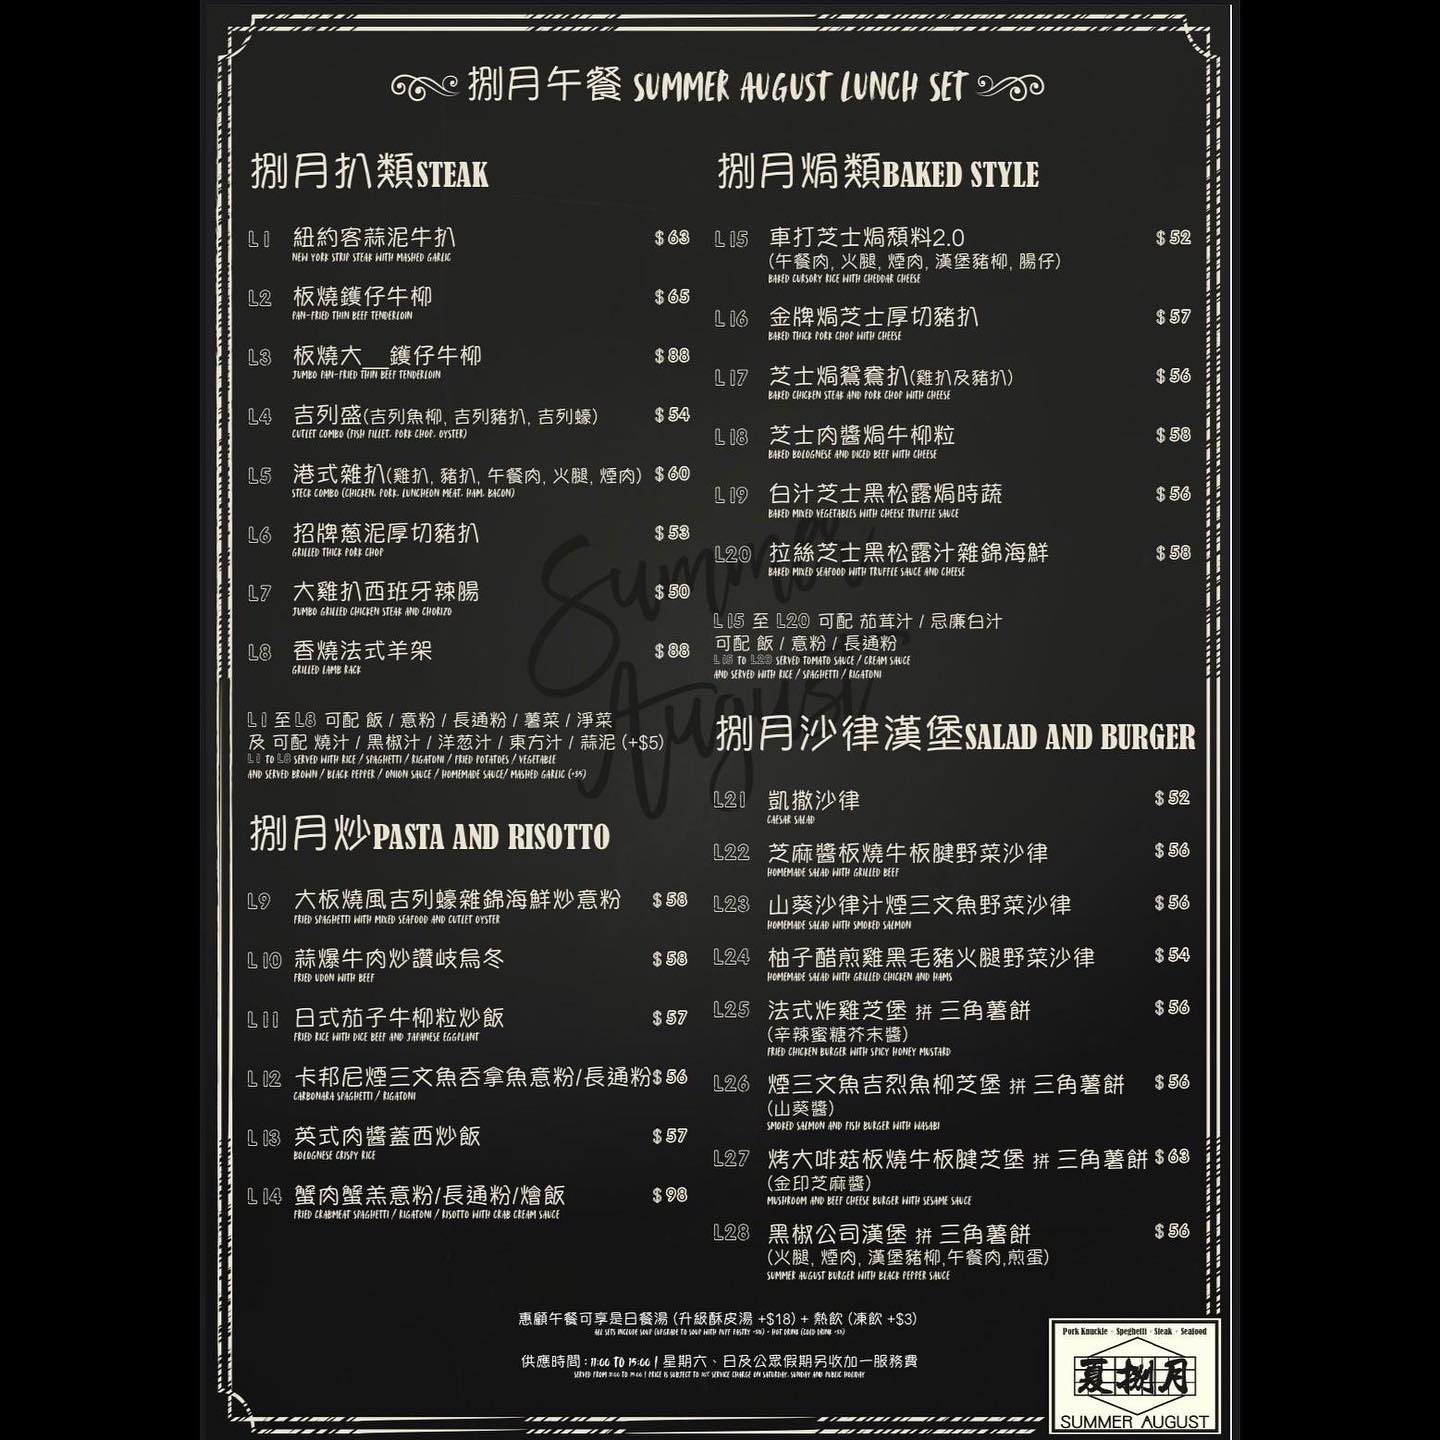 捌月午餐 SUMMER AUGUST LUNCH SET
捌月扒類STEAK
L1 紐約客蒜泥牛扒 $63
NEW YORK STRIP STEAK WITH MASHED GARLIC
L2 板燒鑊仔牛柳 $65
PAN-FRIED THIN BEEF TENDERLOIN
L3 板燒大__鑊仔牛柳 $88
JUMBO PAN-FRIED THIN BEEF TENDERLOIN
L4 吉列盛(吉列魚柳, 吉列豬扒, 吉列蠔) $54
CUTLET COMBO (FISH FILLET, PORK CHOP, OYSTER)
L5 港式雜扒(雞扒, 豬扒, 午餐肉, 火腿, 煙肉) $60
STECK COMBO (CHICKEN, PORK, LUNCHEON MEAT, HAM, BACON)
L6 招牌蔥泥厚切豬扒 $53
GRILLED THICK PORK CHOP
L7 大雞扒西班牙辣腸 $50
JUMBO GRILLED CHICKEN STEAK AND CHORIZO
L8 香燒法式羊架 $88
GRILLED LAMB RACK
L1 至L8 可配 飯 / 意粉 / 長通粉 / 薯菜 / 淨菜
及 可配 燒汁 / 黑椒汁 / 洋葱汁 / 東方汁 / 蒜泥 (+$5)
L1 TO L8 SERVED WITH RICE / SPAGHETTI / RIGATONI / FRIED POTATOES / VEGETABLE
AND SERVED BROWN / BLACK PEPPER / ONION SAUCE / HOMEMADE SAUCE/ MASHED GARLIC (+$5)
捌月炒PASTA AND RISOTTO
L9 大板燒風吉列蠔雜錦海鮮炒意粉 $58
FRIED SPAGHETTI WITH MIXED SEAFOOD AND CUTLET OYSTER
L10 蒜爆牛肉炒讚岐烏冬 $58
FRIED UDON WITH BEEF
L11 日式茄子牛柳粒炒飯 $57
FRIED RICE WITH DICE BEEF AND JAPANESE EGGPLANT
L12 卡邦尼煙三文魚吞拿魚意粉/長通粉$56
CARBONARA SPAGHETTI / RIGATONI
L13 英式肉醬蓋西炒飯 $57
BOLOGNESE CRISPY RICE
L14 蟹肉蟹羔意粉/長通粉/燴飯 $98
FRIED CRABMEAT SPAGHETTI / RIGATONI / RISOTTO WITH CRAB CREAM SAUCE
捌月焗類BAKED STYLE
L15 車打芝士焗頹料2.0 $52
(午餐肉, 火腿, 煙肉, 漢堡豬柳, 腸仔)
BAKED CURSORY RICE WITH CHEDDAR CHEESE
L16 金牌焗芝士厚切豬扒 $57
BAKED THICK PORK CHOP WITH CHEESE
L17 芝士焗鴛鴦扒(雞扒及豬扒) $56
BAKED CHICKEN STEAK AND PORK CHOP WITH CHEESE
L18 芝士肉醬焗牛柳粒 $58
BAKED BOLOGNESE AND DICED BEEF WITH CHEESE
L19 白汁芝士黑松露焗時蔬 $56
BAKED MIXED VEGETABLES WITH CHEESE TRUFFLE SAUCE
L20 拉絲芝士黑松露汁雜錦海鮮 $58
BAKED MIXED SEAFOOD WITH TRUFFLE SAUCE AND CHEESE
L15 至 L20 可配 茄茸汁 / 忌廉白汁
可配 飯 / 意粉 / 長通粉
L15 TO L20 SERVED TOMATO SAUCE / CREAM SAUCE
AND SERVED WITH RICE / SPAGHETTI / RIGATONI
捌月沙律漢堡SALAD AND BURGER
L21 凱撒沙律 $52
CAESAR SALAD
L22 芝麻醬板燒牛板腱野菜沙律 $56
HOMEMADE SALAD WITH GRILLED BEEF
L23 山葵沙律汁煙三文魚野菜沙律 $56
HOMEMADE SALAD WITH SMOKED SALMON
L24 柚子醋煎雞黑毛豬火腿野菜沙律 $54
HOMEMADE SALAD WITH GRILLED CHICKEN AND HAMS
L25 法式炸雞芝堡 拼 三角薯餅 $56
(辛辣蜜糖芥末醬)
FRIED CHICKEN BURGER WITH SPICY HONEY MUSTARD
L26 煙三文魚吉烈魚柳芝堡 拼 三角薯餅 $56
(山葵醬)
SMOKED SALMON AND FISH BURGER WITH WASABI
L27 烤大啡菇板燒牛板腱芝堡 拼 三角薯餅 $63
(金印芝麻醬)
MUSHROOM AND BEEF CHEESE BURGER WITH SESAME SAUCE
L28 黑椒公司漢堡 拼 三角薯餅 $56
(火腿, 煙肉, 漢堡豬柳,午餐肉,煎蛋)
SUMMER AUGUST BURGER WITH BLACK PEPPER SAUCE
Summer
August
惠顧午餐可享是日餐湯 (升級酥皮湯 +$18) + 熱飲 (凍飲 +$3)
ALL SETS INCLUDE SOUP (UPGRADE TO SOUP WITH PUFF PASTRY +$18) + HOT DRINK (COLD DRINK +$3)
供應時間 : 11:00 TO 15:00 | 星期六、日及公眾假期另收加一服務費
SERVED FROM 11:00 TO 15:00 | PRICE IS SUBJECT TO 10% SERVICE CHARGE ON SATURDAY, SUNDAY AND PUBLIC HOLIDAY
Pork Knuckle · Speghetti · Steak · Seafood
夏捌月
SUMMER AUGUST